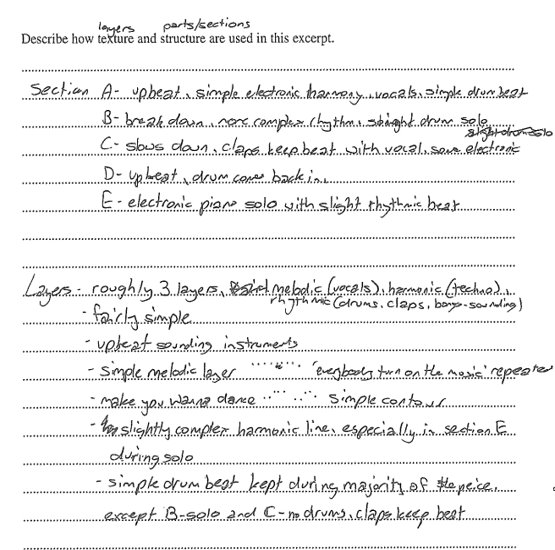 layers parts/sections
Describe how texture and structure are used in this excerpt.
Section A- upbeat, simple electronic harmony, vocals, simple drum beat
B- break down, more complex rhythm, slight drum solo
slight drum solo
C- slows down, claps keep beat with vocal, some electronic
D- upbeat, drum comes back in,
E- electronic piano solo with slight rhythmic beat
Layers - roughly 3 layers, melodic (vocals), harmonic (techno),
rhythmic (drums, claps, bongo-sounding)
- fairly simple
- upbeat sounding instruments
- simple melodic layer 'everybody turn on the music' repeated
- make you wanna dance simple contour
- slightly complex harmonic line, especially in section E
during solo
- simple drum beat kept during majority of the peice,
except B-solo and C-no drums, claps keep beat